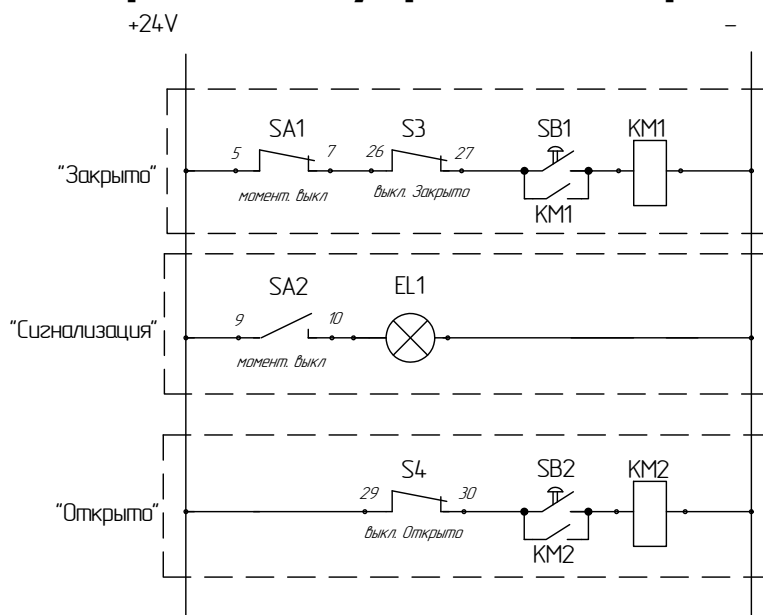 +24V –
SA1 S3 SB1 KM1
5 7 26 27
"Закрыто"
момент. выкл выкл. Закрыто
KM1
SA2 EL1
9 10
"Сигнализация"
момент. выкл
S4 SB2 KM2
29 30
"Открыто"
выкл. Открыто
KM2